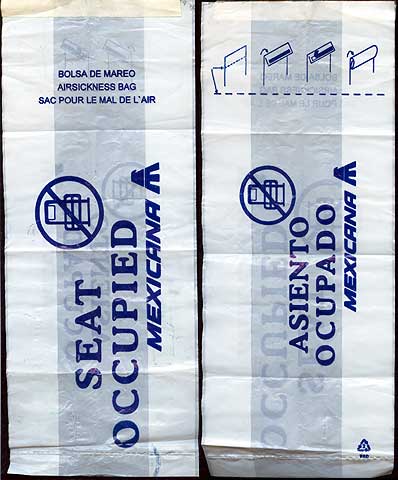 BOLSA DE MAREO
AIRSICKNESS BAG
SAC POUR LE MAL DE L`AIR
SEAT
OCCUPIED
MEXICANA
ASIENTO
OCUPADO
MEXICANA